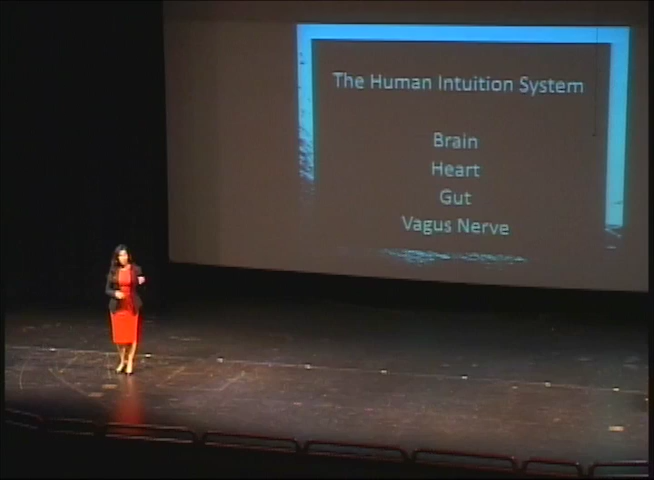 The Human Intuition System
Brain
Heart
Gut
Vagus Nerve